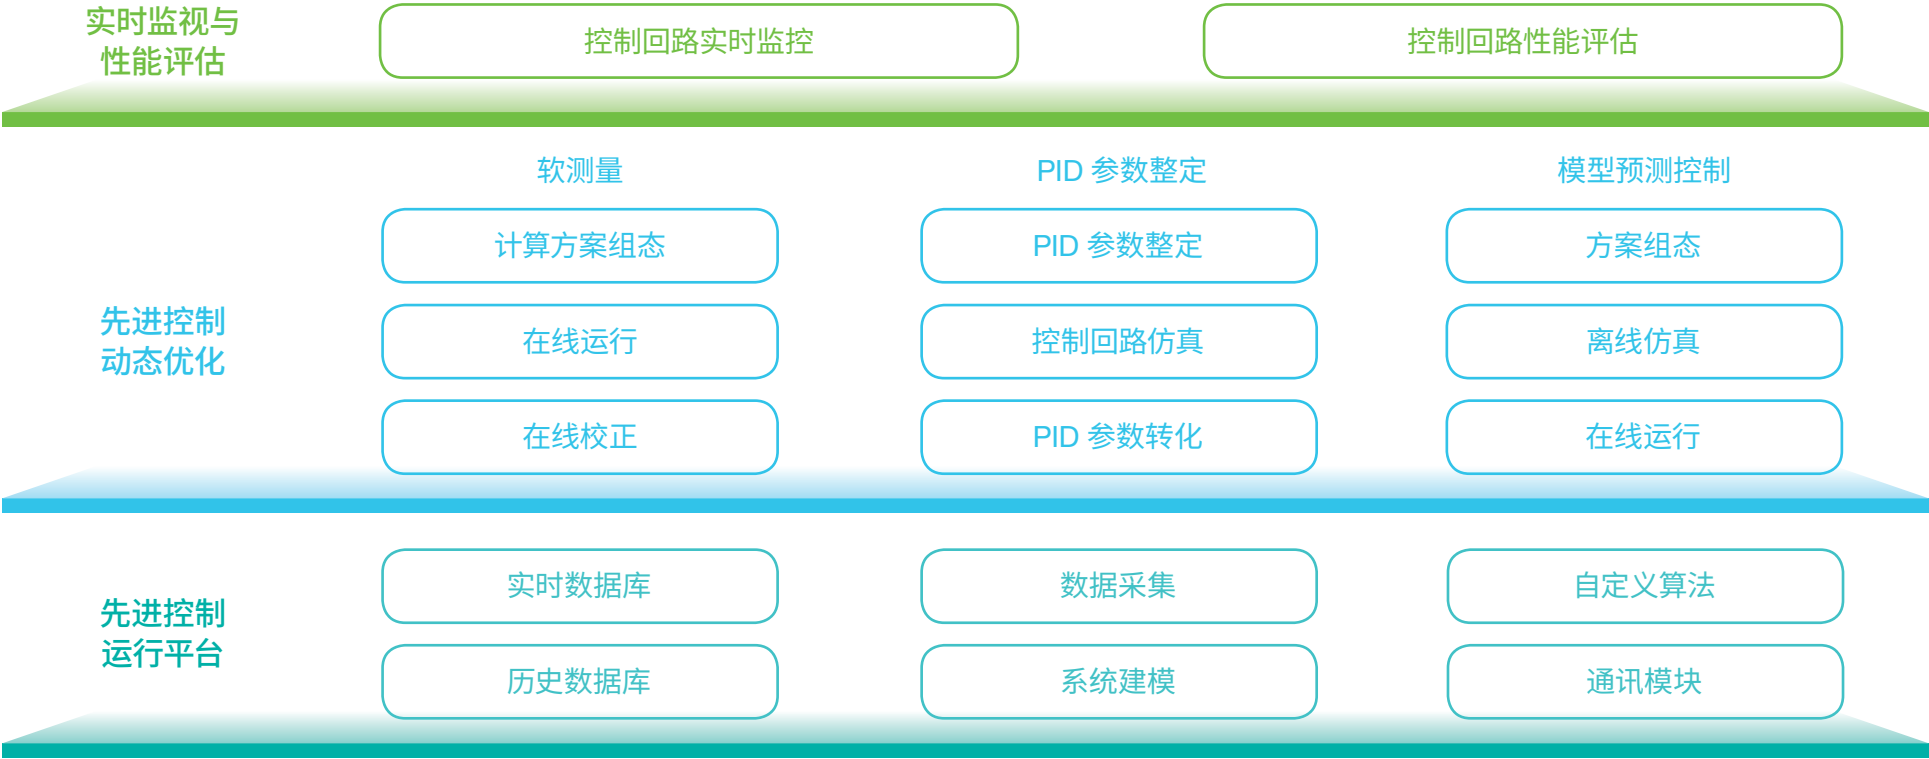 实时监视与
性能评估
控制回路实时监控
控制回路性能评估
软测量
PID 参数整定
模型预测控制
计算方案组态
PID 参数整定
方案组态
先进控制
动态优化
在线运行
控制回路仿真
离线仿真
在线校正
PID 参数转化
在线运行
先进控制
运行平台
实时数据库
数据采集
自定义算法
历史数据库
系统建模
通讯模块